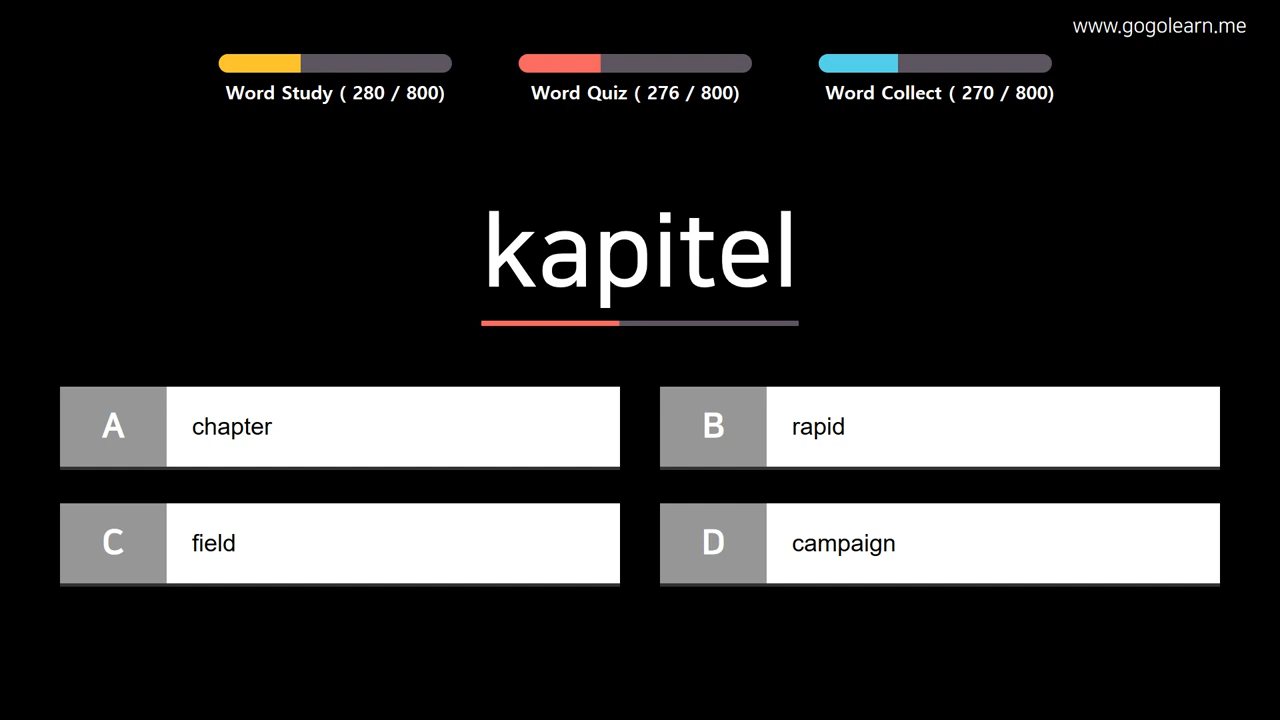 www.gogolearn.me
Word Study ( 280 / 800)
Word Quiz ( 276 / 800)
Word Collect ( 270 / 800)
kapitel
A chapter
B rapid
C field
D campaign